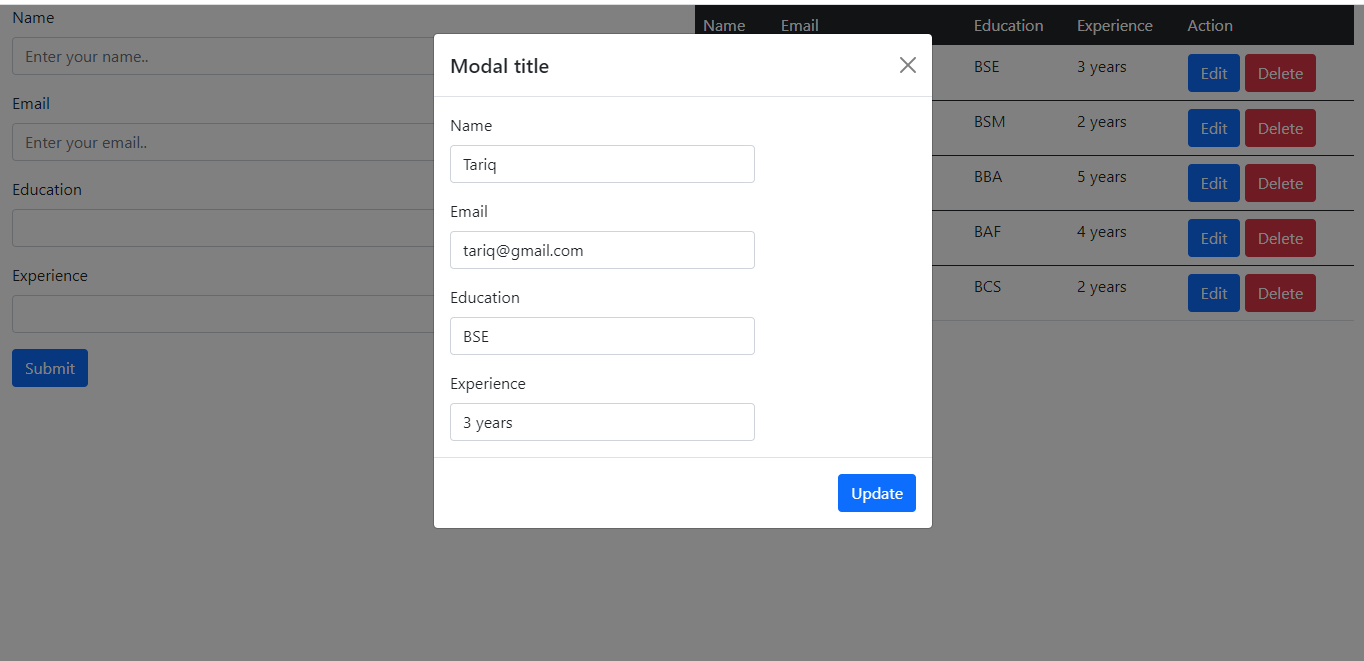 Name
Enter your name..
Email
Enter your email..
Education
Experience
Submit
Modal title
Name
Tariq
Email
tariq@gmail.com
Education
BSE
Experience
3 years
Update
Name Email Education Experience Action
BSE 3 years Edit Delete
BSM 2 years Edit Delete
BBA 5 years Edit Delete
BAF 4 years Edit Delete
BCS 2 years Edit Delete